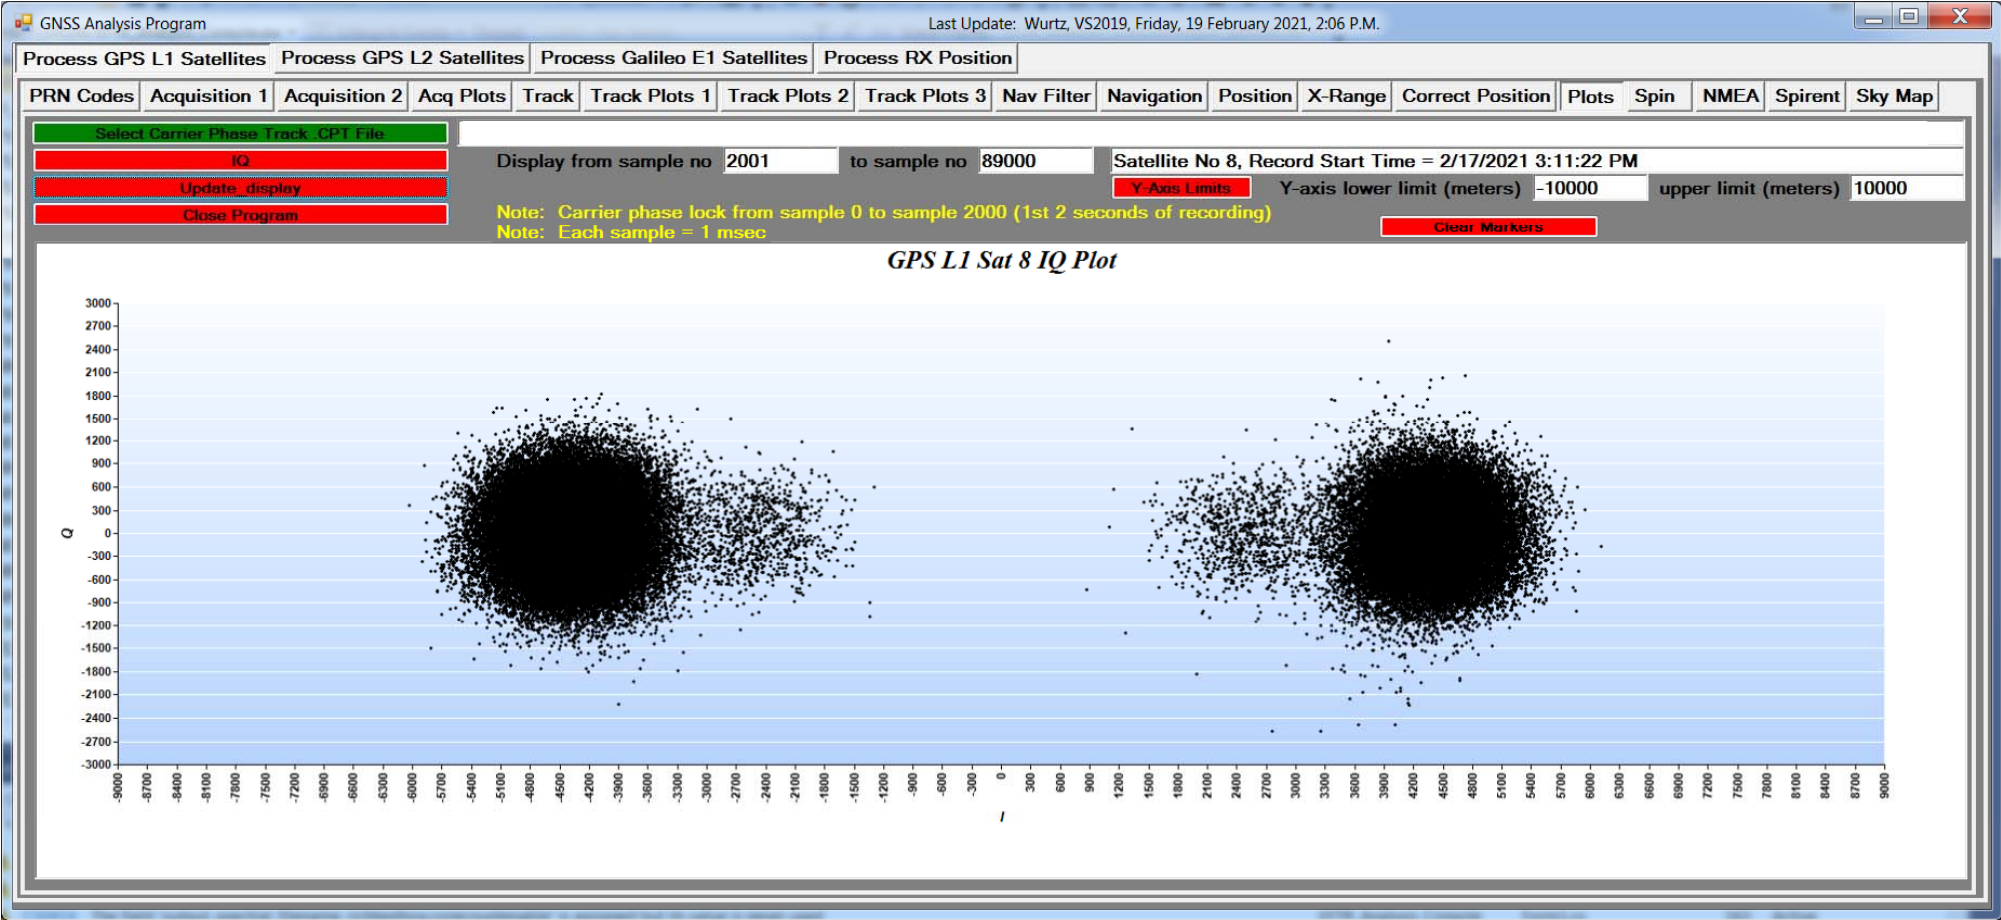 GNSS Analysis Program
Last Update: Wurtz, VS2019, Friday, 19 February 2021, 2:06 P.M.
Process GPS L1 Satellites Process GPS L2 Satellites Process Galileo E1 Satellites Process RX Position
PRN Codes Acquisition 1 Acquisition 2 Acq Plots Track Track Plots 1 Track Plots 2 Track Plots 3 Nav Filter Navigation Position X-Range Correct Position Plots Spin NMEA Spirent Sky Map
Select Carrier Phase Track .CPT File
IQ Display from sample no 2001 to sample no 89000 Satellite No 8, Record Start Time = 2/17/2021 3:11:22 PM
Update_display Y-Axis Limits Y-axis lower limit (meters) -10000 upper limit (meters) 10000
Close Program Note: Carrier phase lock from sample 0 to sample 2000 (1st 2 seconds of recording)
Note: Each sample = 1 msec Clear Markers
GPS L1 Sat 8 IQ Plot
3000
2700
2400
2100
1800
1500
1200
900
600
300
0
-300
-600
-900
-1200
-1500
-1800
-2100
-2400
-2700
-3000
Q
-9000 -8700 -8400 -8100 -7800 -7500 -7200 -6900 -6600 -6300 -6000 -5700 -5400 -5100 -4800 -4500 -4200 -3900 -3600 -3300 -3000 -2700 -2400 -2100 -1800 -1500 -1200 -900 -600 -300 0 300 600 900 1200 1500 1800 2100 2400 2700 3000 3300 3600 3900 4200 4500 4800 5100 5400 5700 6000 6300 6600 6900 7200 7500 7800 8100 8400 8700 9000
I